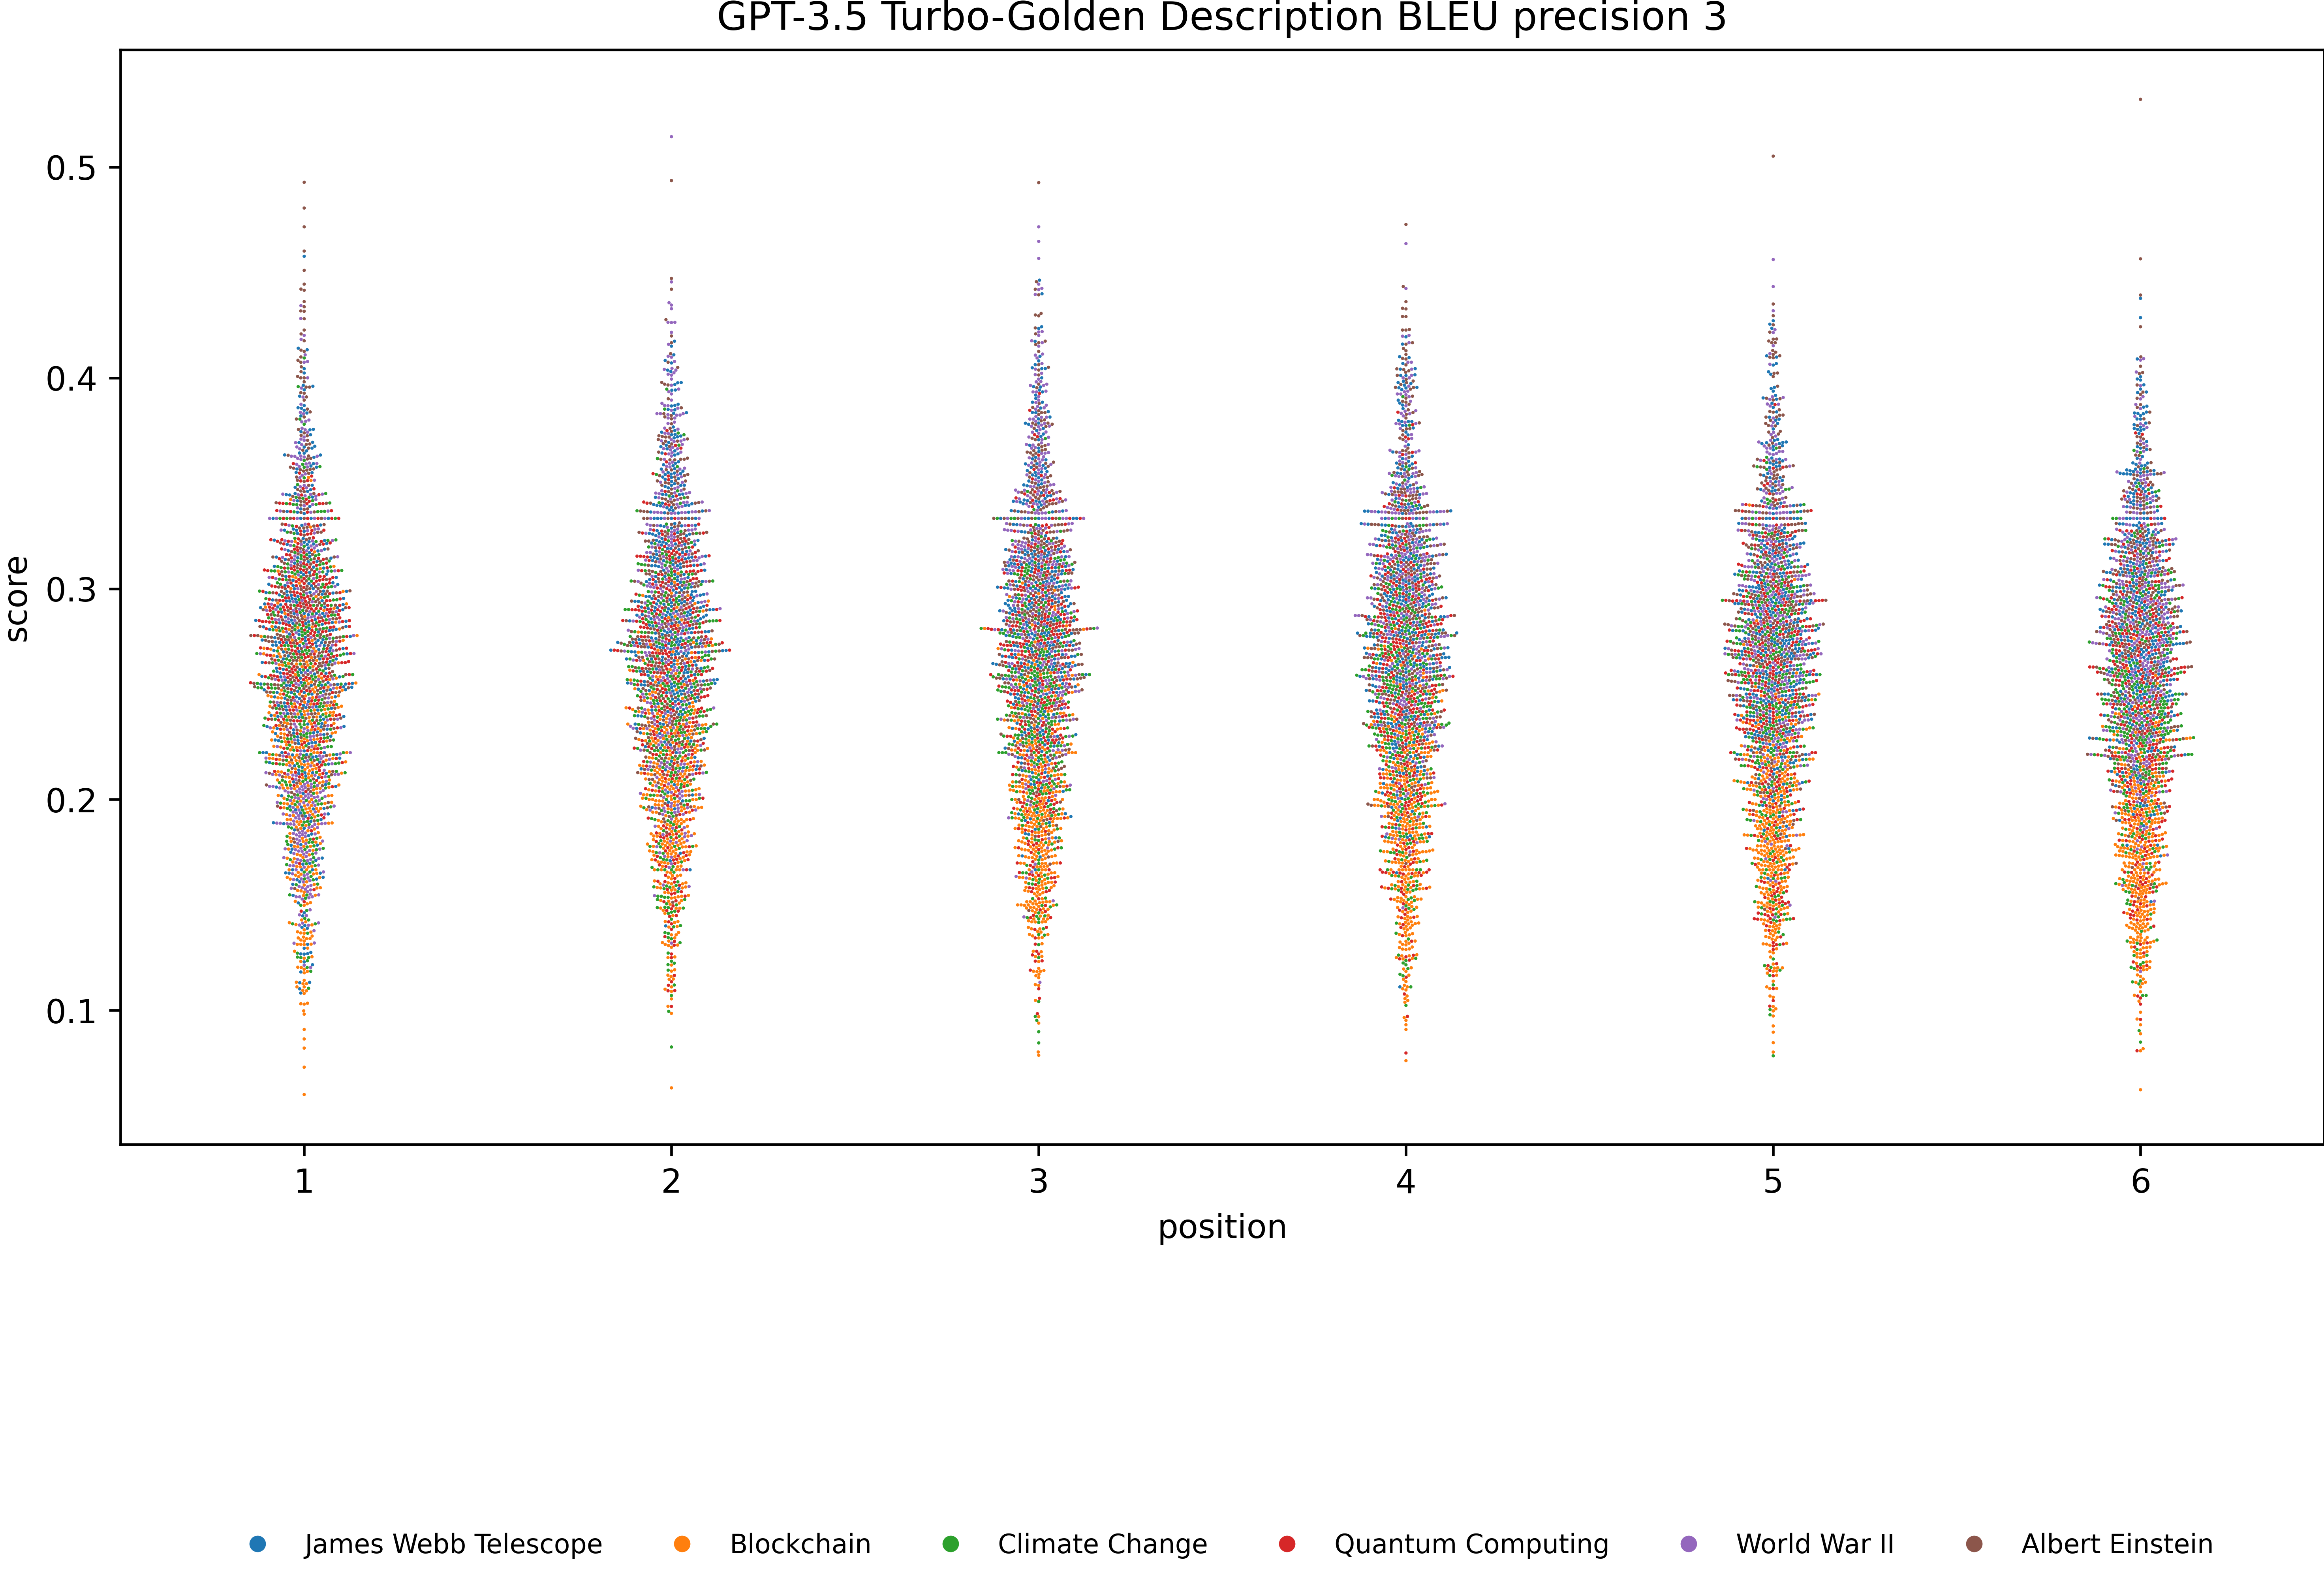 GPT-3.5 Turbo-Golden Description BLEU precision 3
score
0.5
0.4
0.3
0.2
0.1
1 2 3 4 5 6
position
James Webb Telescope Blockchain Climate Change Quantum Computing World War II Albert Einstein